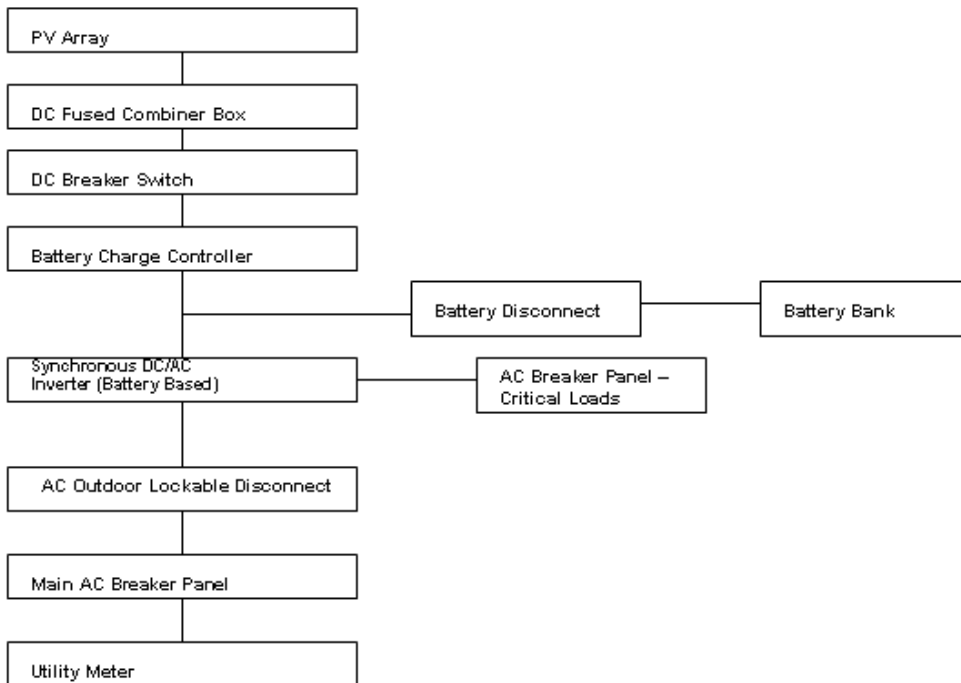 PV Array
DC Fused Combiner Box
DC Breaker Switch
Battery Charge Controller
Battery Disconnect
Battery Bank
Synchronous DC/AC
Inverter (Battery Based)
AC Breaker Panel –
Critical Loads
AC Outdoor Lockable Disconnect
Main AC Breaker Panel
Utility Meter